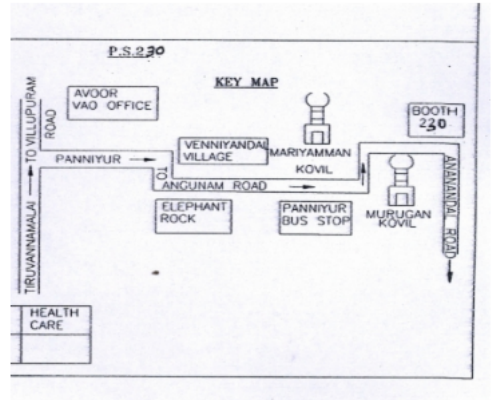 P.S.230
KEY MAP
AVOOR
VAO OFFICE
BOOTH
230
TIRUVANNAMALAI → TO VILLUPURAM
ROAD
PANNIYUR →
TO
ANGUNAM ROAD →
VENNIYANDAL
VILLAGE
MARIYAMMAN
KOVIL
ELEPHANT
ROCK
PANNIYUR
BUS STOP
MURUGAN
KOVIL
ANANANDAL ROAD →
HEALTH
CARE